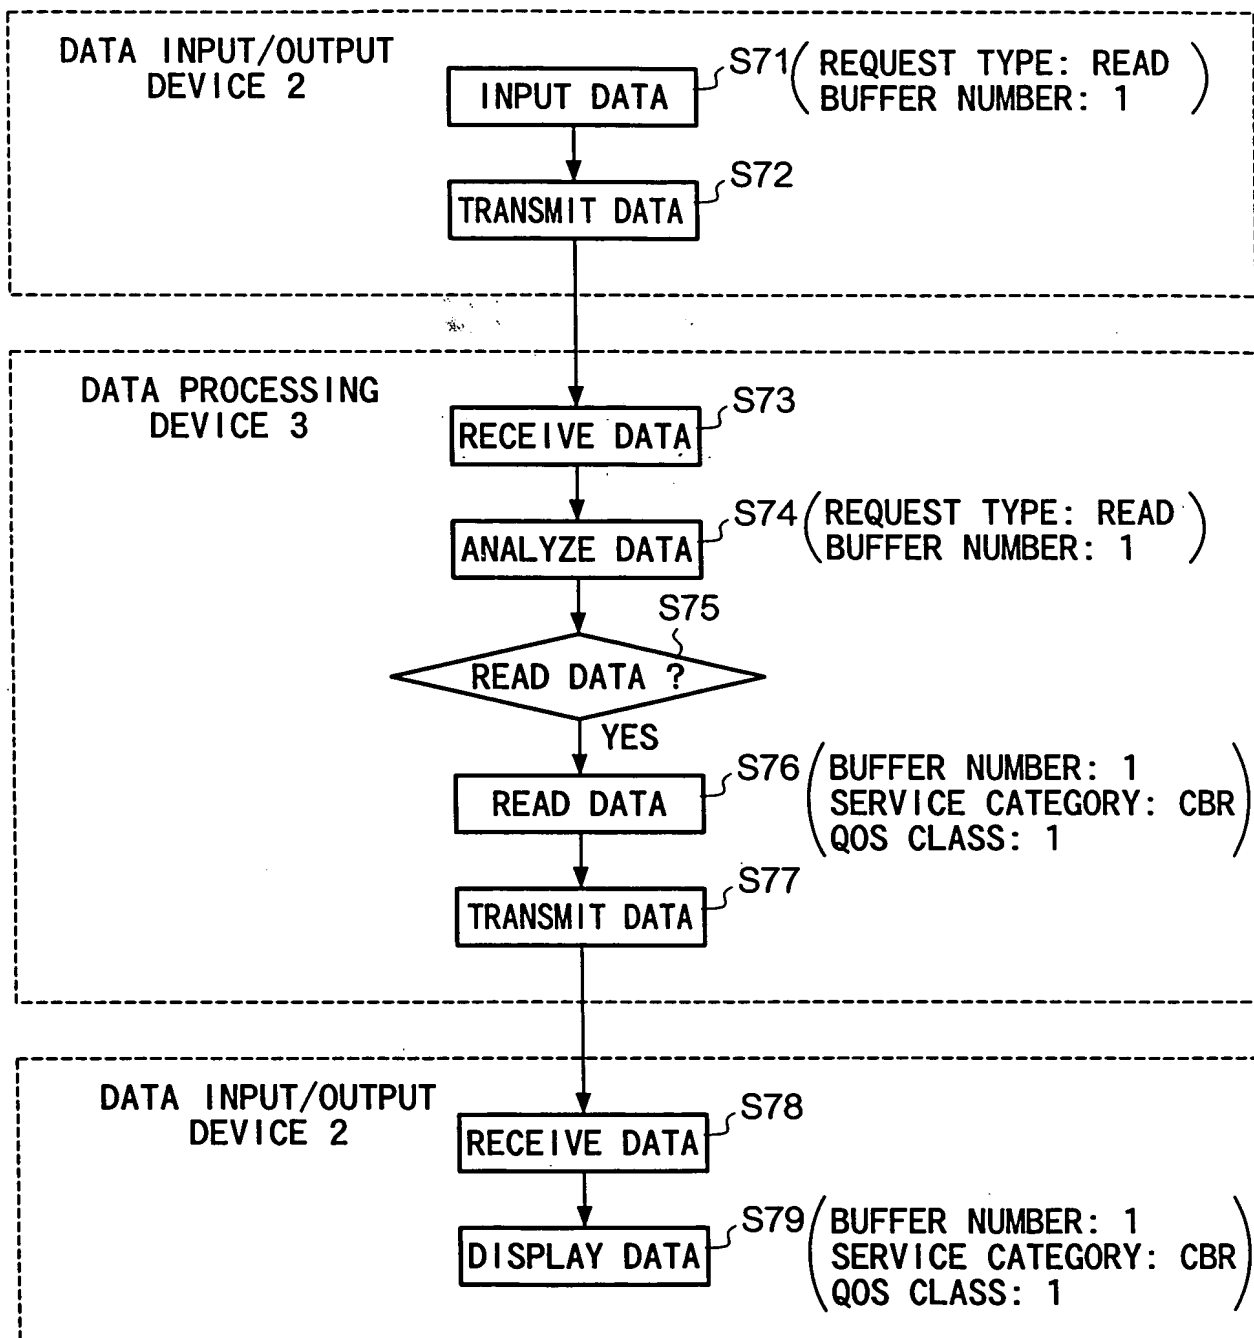 DATA INPUT/OUTPUT
DEVICE 2
INPUT DATA
S71
(REQUEST TYPE: READ
BUFFER NUMBER: 1)
TRANSMIT DATA
S72
DATA PROCESSING
DEVICE 3
RECEIVE DATA
S73
ANALYZE DATA
S74
(REQUEST TYPE: READ
BUFFER NUMBER: 1)
S75
READ DATA ?
YES
READ DATA
S76
(BUFFER NUMBER: 1
SERVICE CATEGORY: CBR
QOS CLASS: 1)
TRANSMIT DATA
S77
DATA INPUT/OUTPUT
DEVICE 2
RECEIVE DATA
S78
DISPLAY DATA
S79
(BUFFER NUMBER: 1
SERVICE CATEGORY: CBR
QOS CLASS: 1)